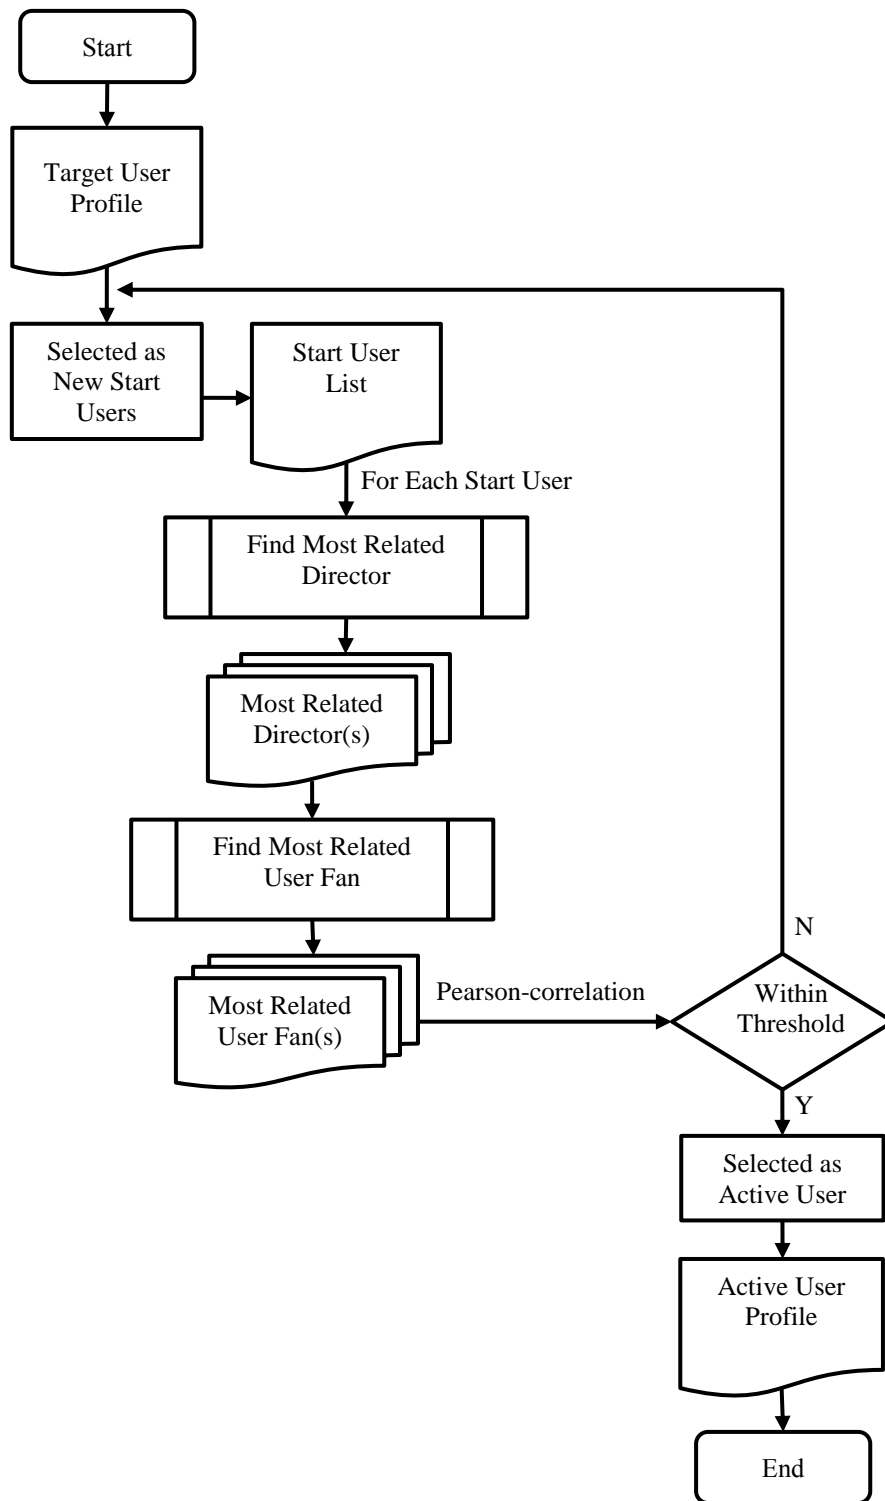 Start
Target User
Profile
Selected as
New Start
Users
Start User
List
For Each Start User
Find Most Related
Director
Most Related
Director(s)
Find Most Related
User Fan
Most Related
User Fan(s)
Pearson-correlation
N
Within
Threshold
Y
Selected as
Active User
Active User
Profile
End